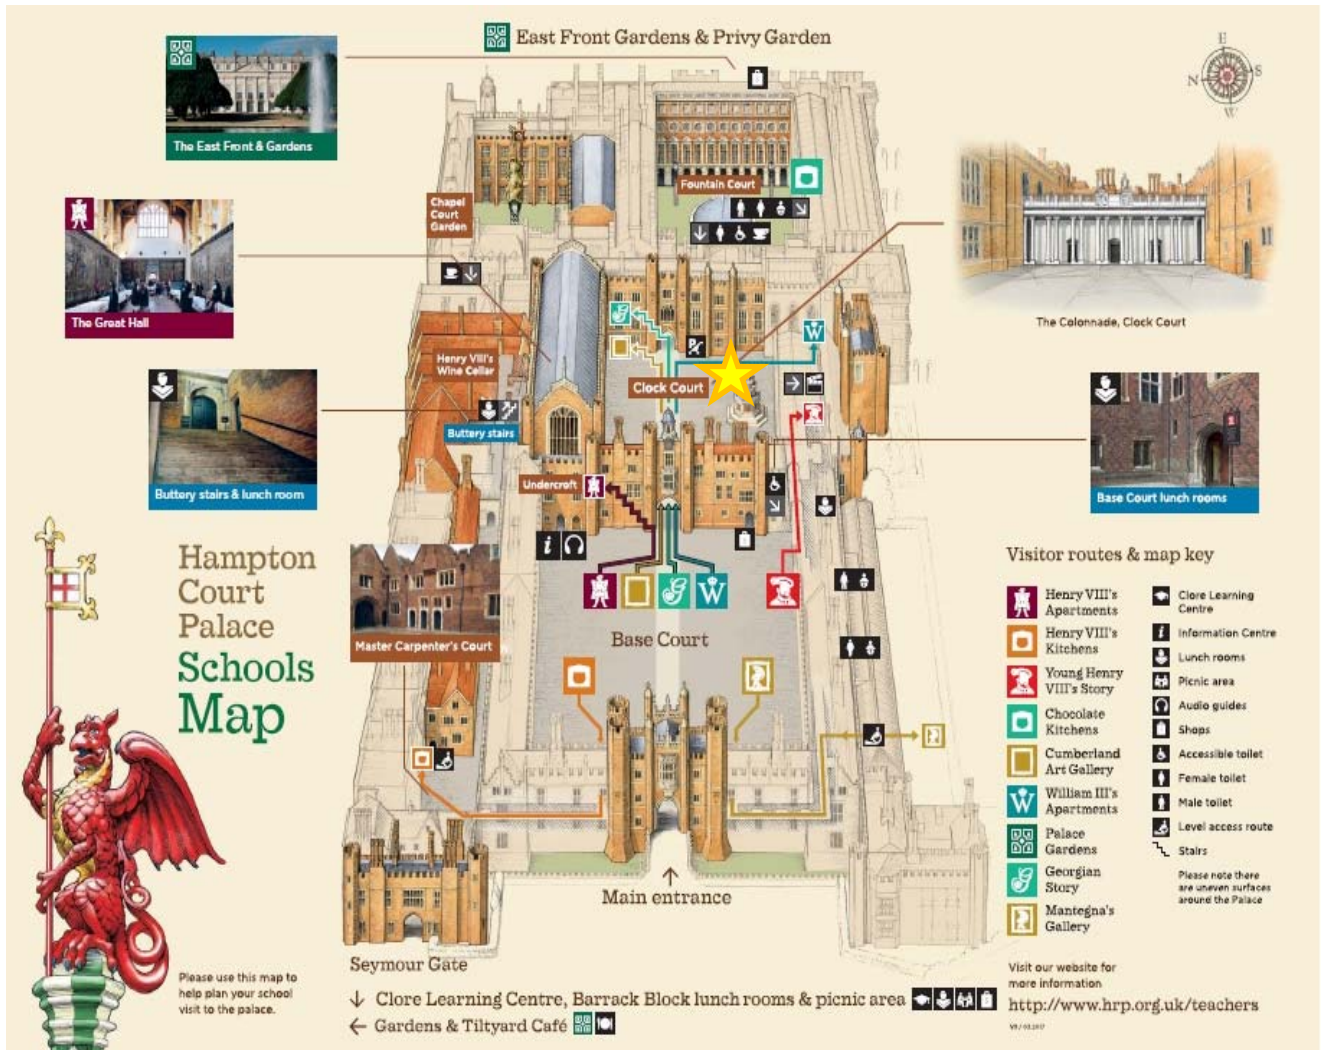 East Front Gardens & Privy Garden
E
N
S
W
The East Front & Gardens
Fountain Court
Chapel
Court
Garden
The Great Hall
The Colonnade, Clock Court
W
Henry VIII's
Wine Cellar
Clock Court
Buttery stairs
Buttery stairs & lunch room
Undercroft
Base Court lunch rooms
i
W
Hampton
Court
Palace
Schools
Map
Master Carpenter's Court
Base Court
Main entrance
Visitor routes & map key
Henry VIII's
Apartments
Henry VIII's
Kitchens
Young Henry
VIII's Story
Chocolate
Kitchens
Cumberland
Art Gallery
W
William III's
Apartments
Palace
Gardens
Georgian
Story
Mantegna's
Gallery
Clore Learning
Centre
i
Information Centre
Lunch rooms
Picnic area
Audio guides
Shops
Accessible toilet
Female toilet
Male toilet
Level access route
Stairs
Please note there
are uneven surfaces
around the Palace
Please use this map to
help plan your school
visit to the palace.
Seymour Gate
↓ Clore Learning Centre, Barrack Block lunch rooms & picnic area
← Gardens & Tiltyard Café
Visit our website for
more information
http://www.hrp.org.uk/teachers